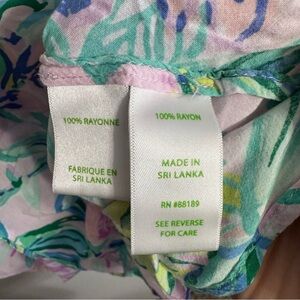 100% RAYONNE
FABRIQUE EN
SRI LANKA
100% RAYON
MADE IN
SRI LANKA
RN #88189
SEE REVERSE
FOR CARE